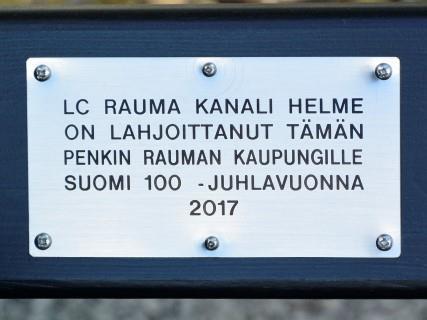 LC RAUMA KANALI HELME
ON LAHJOITTANUT TÄMÄN
PENKIN RAUMAN KAUPUNGILLE
SUOMI 100 -JUHLAVUONNA
2017